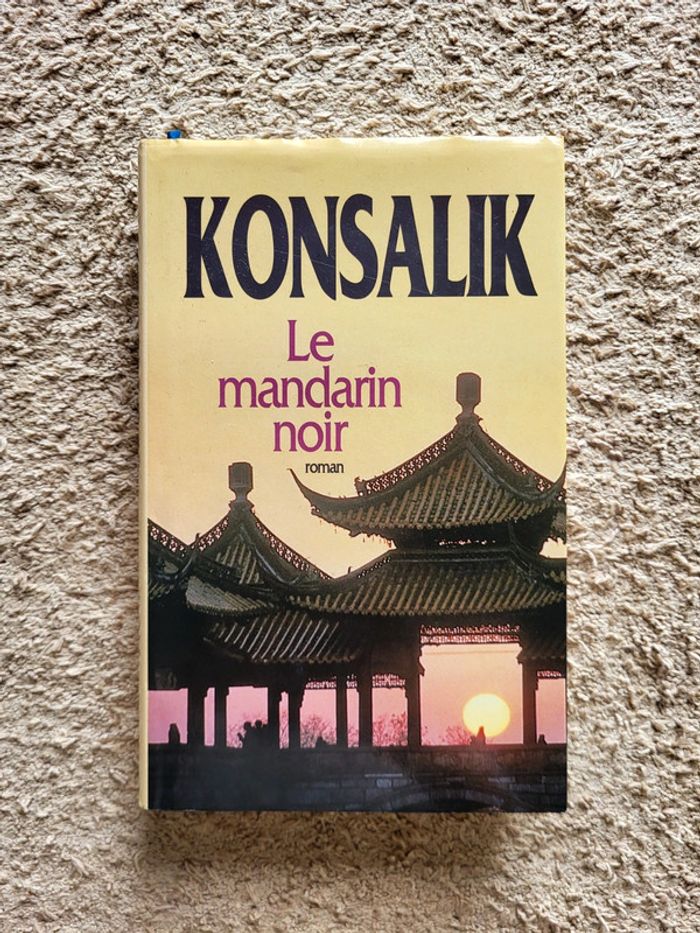 KONSALIK
Le
mandarin
noir
roman